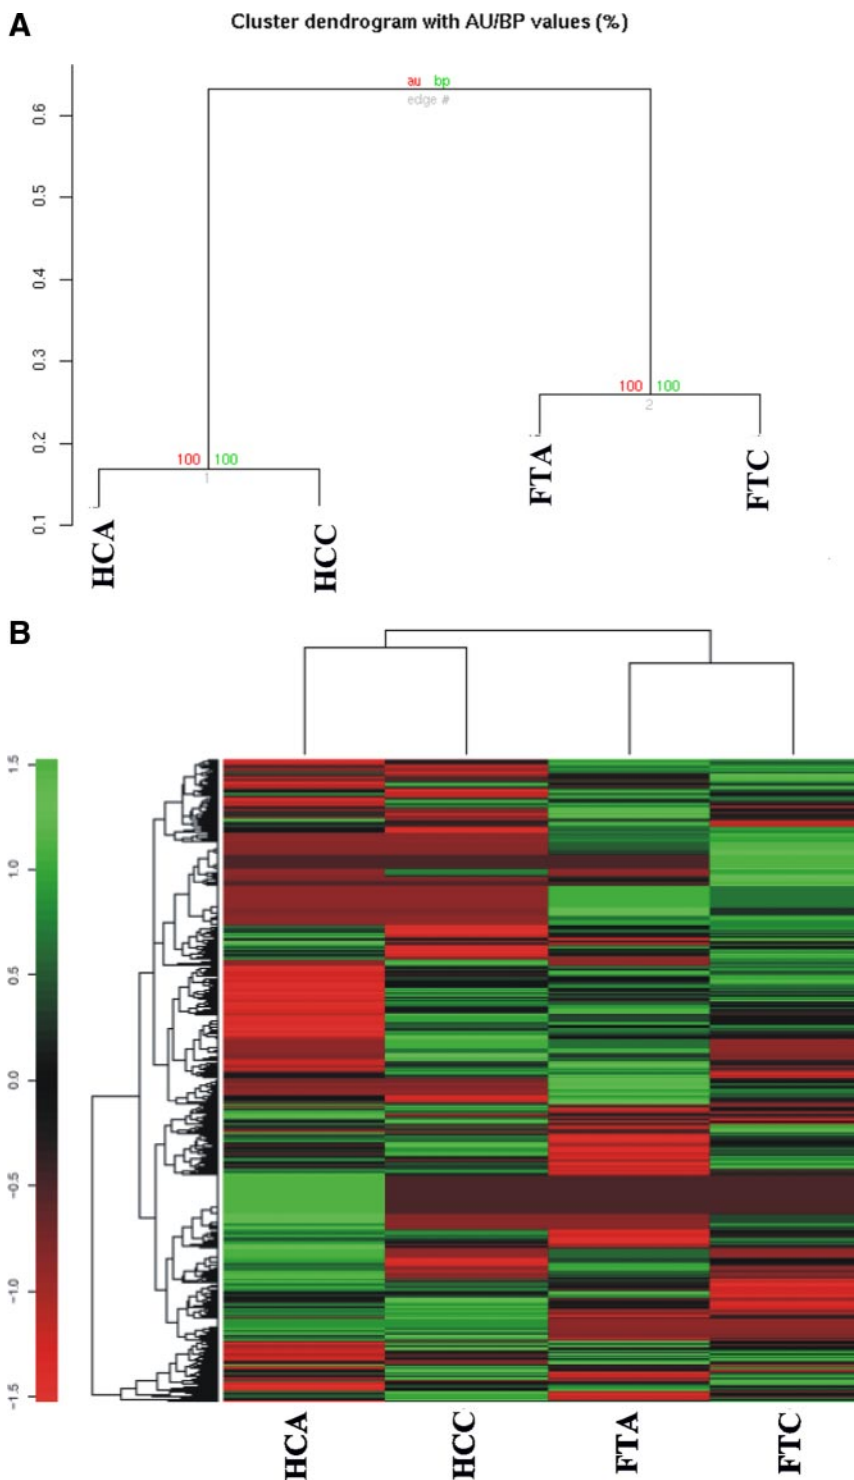 A
Cluster dendrogram with AU/BP values (%)
au bp
edge #
0.6
0.5
0.4
0.3
0.2
0.1
100 100
2
100 100
1
FTA
FTC
HCA
HCC
B
1.5
1.0
0.5
0.0
-0.5
-1.0
-1.5
HCA
HCC
FTA
FTC